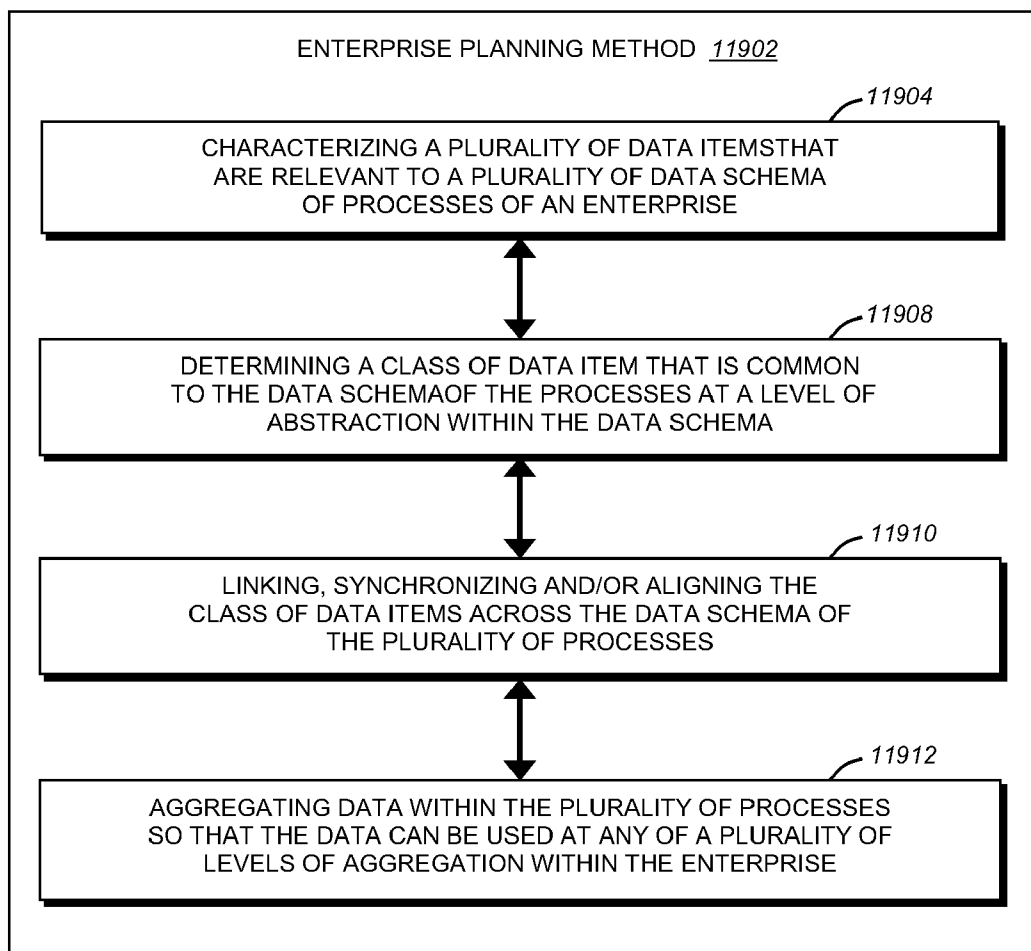 ENTERPRISE PLANNING METHOD 11902
11904
CHARACTERIZING A PLURALITY OF DATA ITEMSTHAT
ARE RELEVANT TO A PLURALITY OF DATA SCHEMA
OF PROCESSES OF AN ENTERPRISE
11908
DETERMINING A CLASS OF DATA ITEM THAT IS COMMON
TO THE DATA SCHEMAOF THE PROCESSES AT A LEVEL OF
ABSTRACTION WITHIN THE DATA SCHEMA
11910
LINKING, SYNCHRONIZING AND/OR ALIGNING THE
CLASS OF DATA ITEMS ACROSS THE DATA SCHEMA OF
THE PLURALITY OF PROCESSES
11912
AGGREGATING DATA WITHIN THE PLURALITY OF PROCESSES
SO THAT THE DATA CAN BE USED AT ANY OF A PLURALITY OF
LEVELS OF AGGREGATION WITHIN THE ENTERPRISE